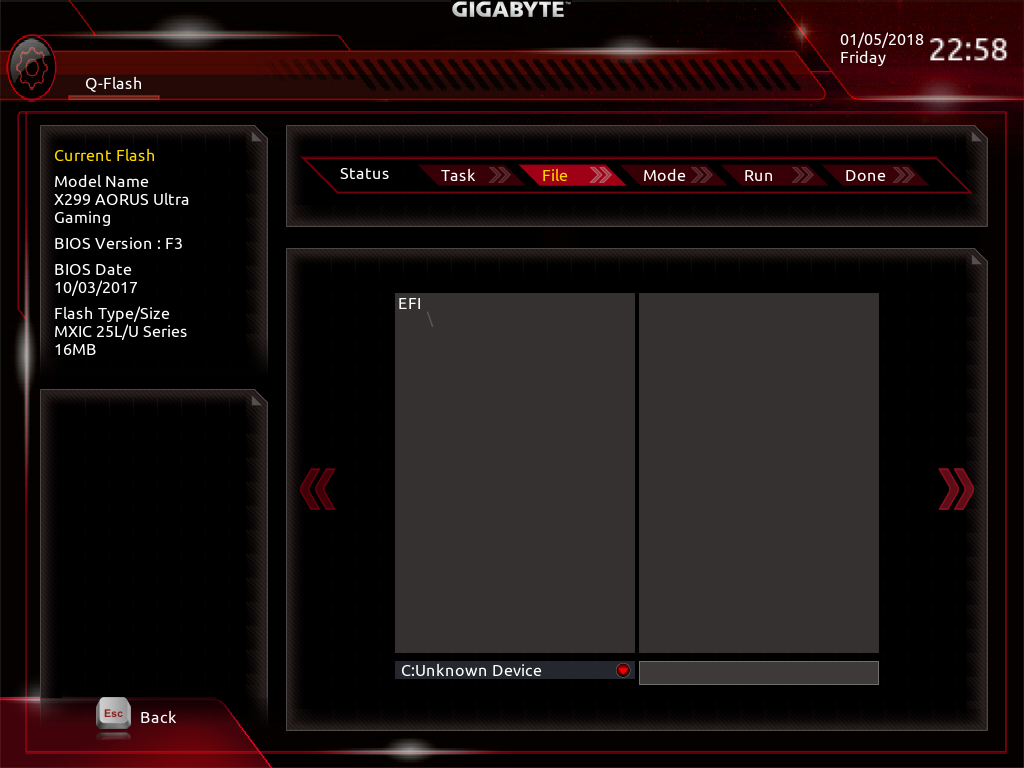 GIGABYTE™
01/05/2018
22:58
Friday
Q-Flash
Current Flash
Model Name
X299 AORUS Ultra
Gaming
BIOS Version : F3
BIOS Date
10/03/2017
Flash Type/Size
MXIC 25L/U Series
16MB
Status
Task
File
Mode
Run
Done
EFI
\
C:Unknown Device
Esc
Back